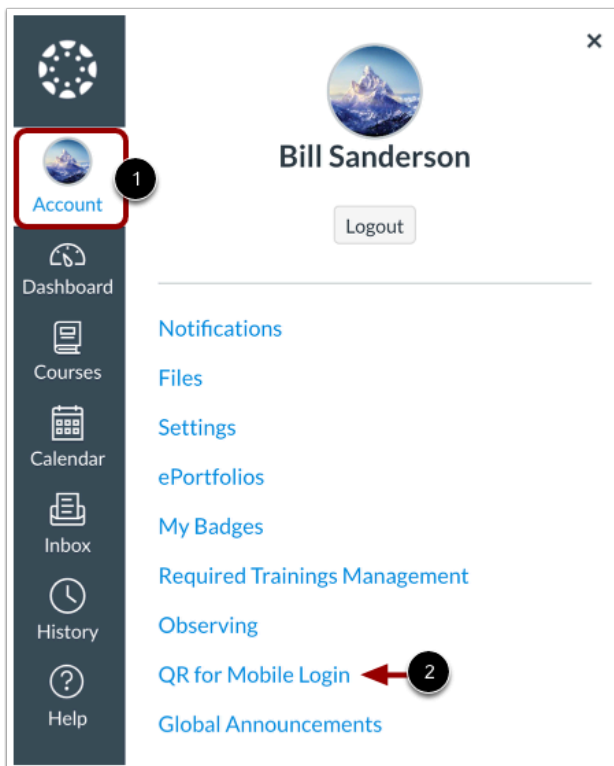 Account
1
Dashboard
Courses
Calendar
Inbox
History
Help
×
Bill Sanderson
Logout
Notifications
Files
Settings
ePortfolios
My Badges
Required Trainings Management
Observing
QR for Mobile Login
2
Global Announcements